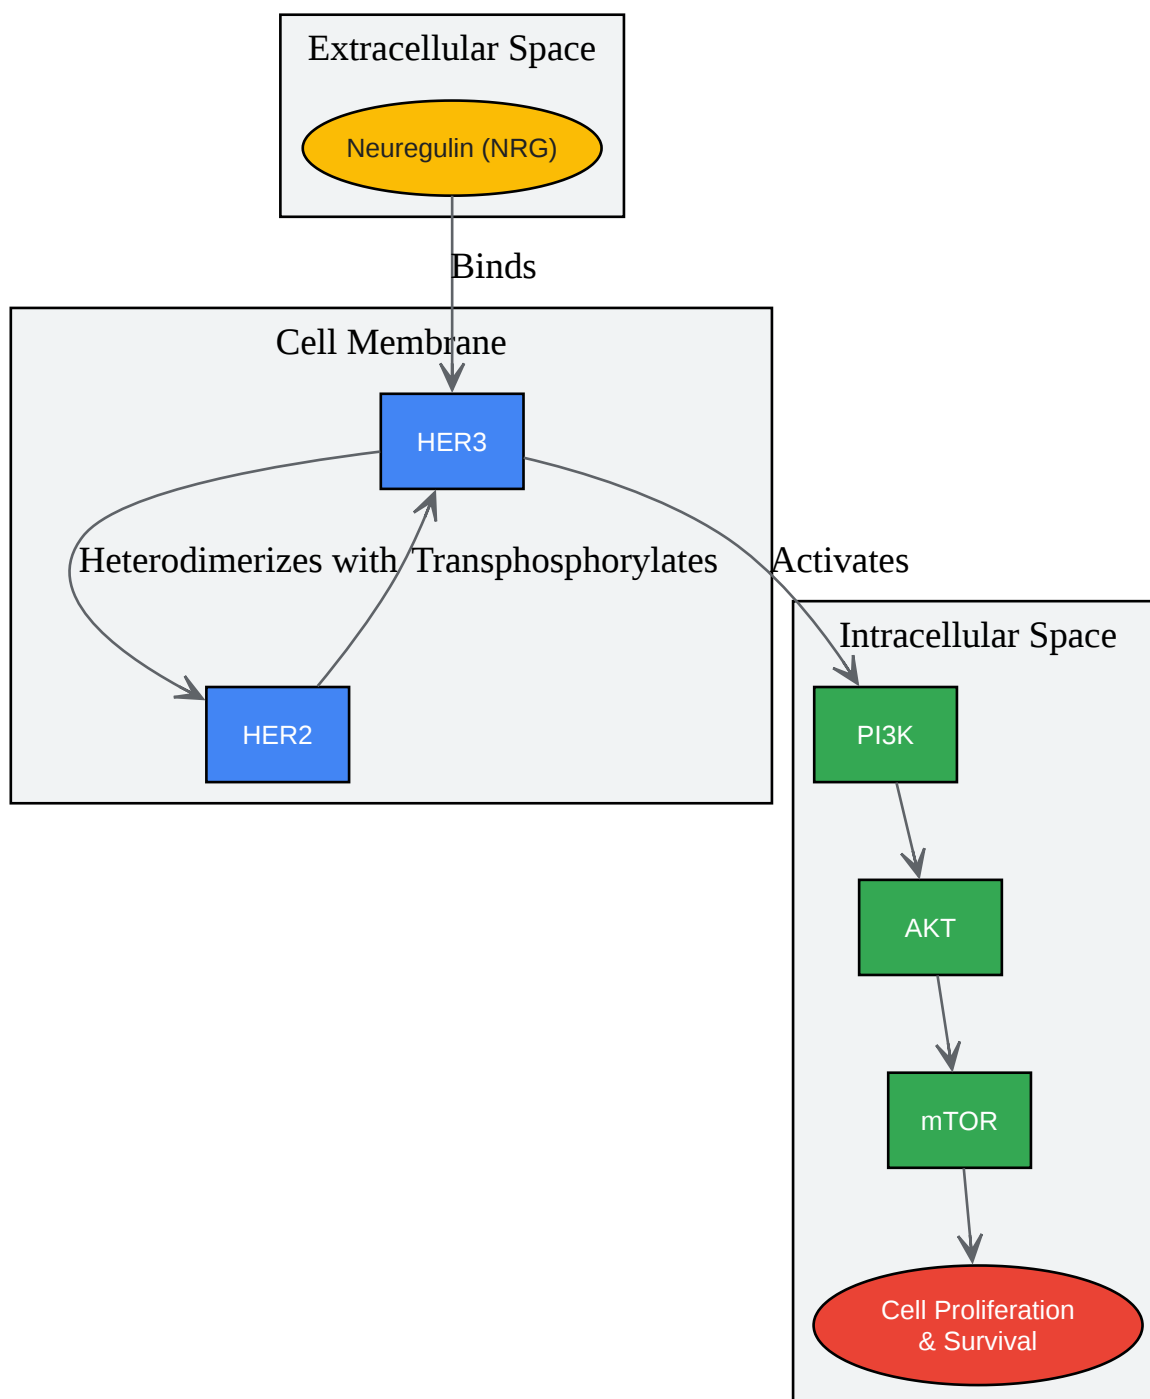 Extracellular Space
Neuregulin (NRG)
Binds
Cell Membrane
HER3
Heterodimerizes with
Transphosphorylates
Activates
Intracellular Space
HER2
PI3K
AKT
mTOR
Cell Proliferation
& Survival